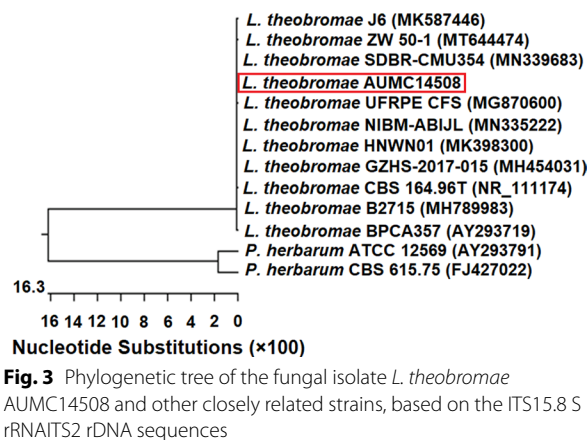 L. theobromae J6 (MK587446)
L. theobromae ZW 50-1 (MT644474)
L. theobromae SDBR-CMU354 (MN339683)
L. theobromae AUMC14508
L. theobromae UFRPE CFS (MG870600)
L. theobromae NIBM-ABIJL (MN335222)
L. theobromae HNWN01 (MK398300)
L. theobromae GZHS-2017-015 (MH454031)
L. theobromae CBS 164.96T (NR_111174)
L. theobromae B2715 (MH789983)
L. theobromae BPCA357 (AY293719)
P. herbarum ATCC 12569 (AY293791)
P. herbarum CBS 615.75 (FJ427022)
16.3
16 14 12 10 8 6 4 2 0
Nucleotide Substitutions (×100)
Fig. 3 Phylogenetic tree of the fungal isolate L. theobromae
AUMC14508 and other closely related strains, based on the ITS15.8 S
rRNAITS2 rDNA sequences